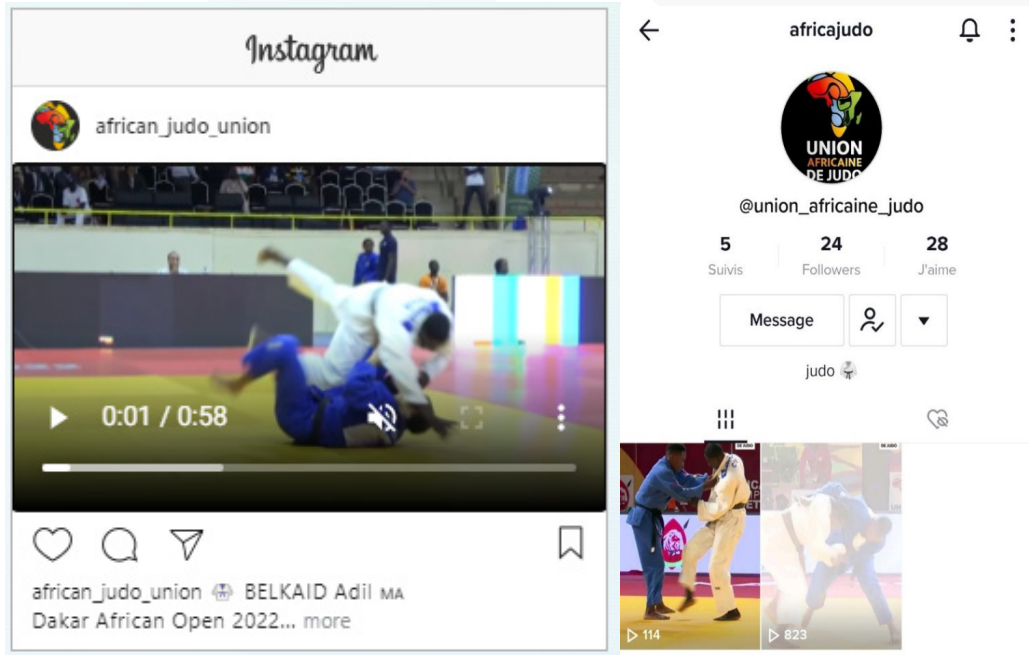 Instagram
african_judo_union
0:01 / 0:58
african_judo_union BELKAID Adil MA
Dakar African Open 2022... more
africajudo
UNION
AFRICAINE
DE JUDO
@union_africaine_judo
5
24
28
Suivis
Followers
J'aime
Message
judo
114
823